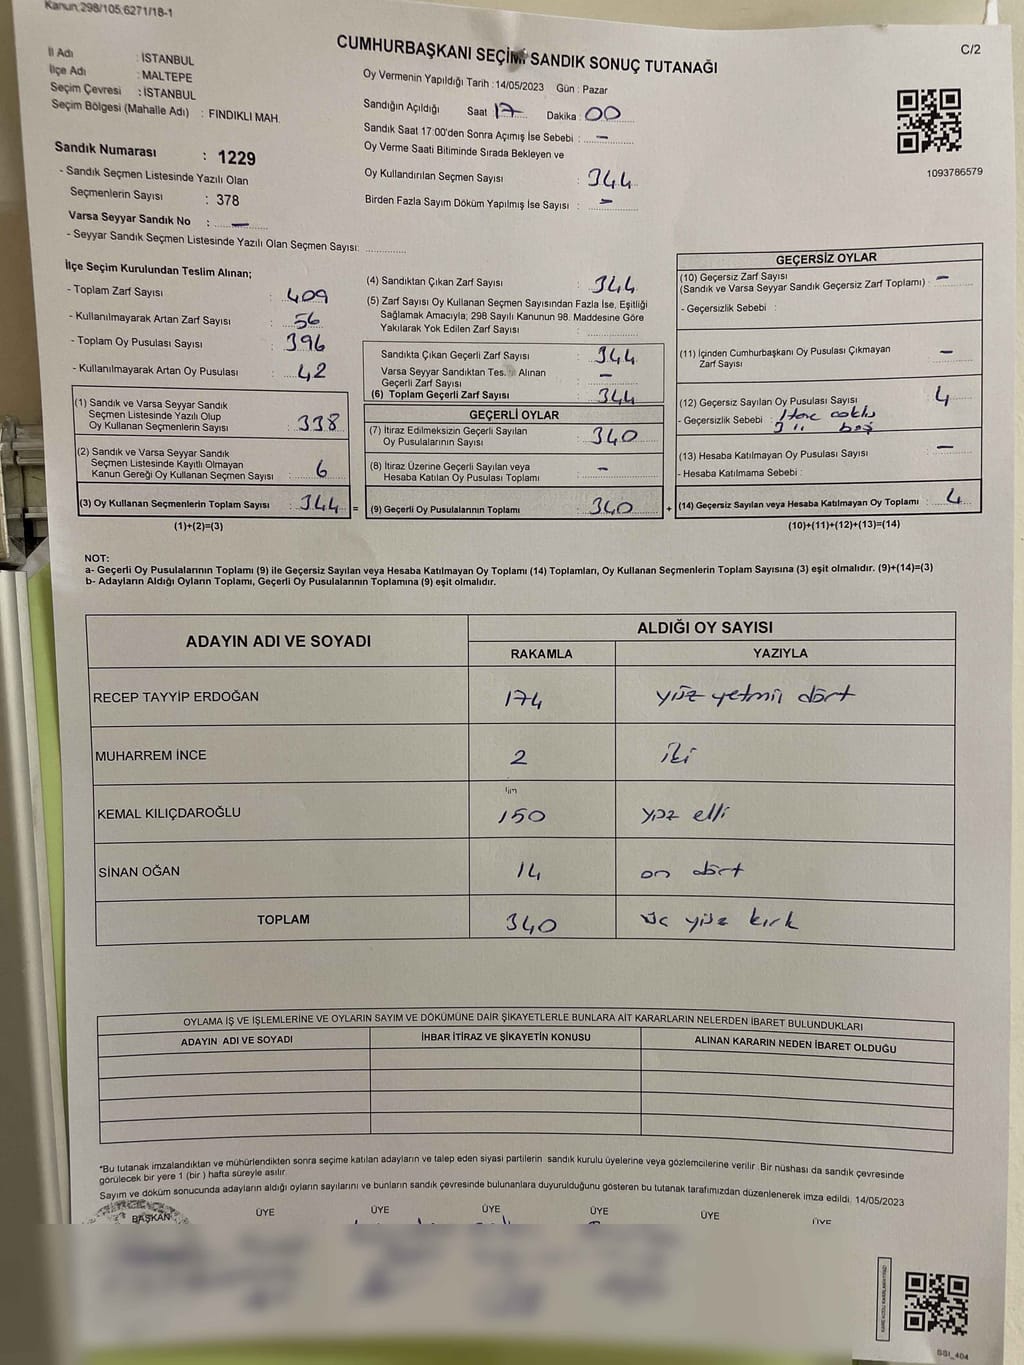 Kanun:298/105,6271/18-1
C/2
CUMHURBAŞKANI SEÇİMİ SANDIK SONUÇ TUTANAĞI
İl Adı : İSTANBUL
İlçe Adı : MALTEPE
Seçim Çevresi : İSTANBUL
Seçim Bölgesi (Mahalle Adı) : FINDIKLI MAH.
Oy Vermenin Yapıldığı Tarih : 14/05/2023 Gün : Pazar
Sandığın Açıldığı Saat 17 Dakika : 00
Sandık Saat 17:00'den Sonra Açımış İse Sebebi : —
Oy Verme Saati Bitiminde Sırada Bekleyen ve
Oy Kullandırılan Seçmen Sayısı : 344
Birden Fazla Sayım Döküm Yapılmış İse Sayısı : —
1093786579
Sandık Numarası : 1229
- Sandık Seçmen Listesinde Yazılı Olan
Seçmenlerin Sayısı : 378
Varsa Seyyar Sandık No : —
- Seyyar Sandık Seçmen Listesinde Yazılı Olan Seçmen Sayısı:
İlçe Seçim Kurulundan Teslim Alınan;
- Toplam Zarf Sayısı : 409
- Kullanılmayarak Artan Zarf Sayısı : 56
- Toplam Oy Pusulası Sayısı : 396
- Kullanılmayarak Artan Oy Pusulası : 42
(1) Sandık ve Varsa Seyyar Sandık
Seçmen Listesinde Yazılı Olup
Oy Kullanan Seçmenlerin Sayısı : 338
(2) Sandık ve Varsa Seyyar Sandık
Seçmen Listesinde Kayıtlı Olmayan
Kanun Gereği Oy Kullanan Seçmen Sayısı : 6
(3) Oy Kullanan Seçmenlerin Toplam Sayısı : 344 =
(1)+(2)=(3)
(4) Sandıktan Çıkan Zarf Sayısı : 344
(5) Zarf Sayısı Oy Kullanan Seçmen Sayısından Fazla İse, Eşitliği
Sağlamak Amacıyla; 298 Sayılı Kanunun 98. Maddesine Göre
Yakılarak Yok Edilen Zarf Sayısı :
Sandıkta Çıkan Geçerli Zarf Sayısı : 344
Varsa Seyyar Sandıktan Tes. Alınan
Geçerli Zarf Sayısı : —
(6) Toplam Geçerli Zarf Sayısı : 344
GEÇERLİ OYLAR
(7) İtiraz Edilmeksizin Geçerli Sayılan
Oy Pusulalarının Sayısı : 340
(8) İtiraz Üzerine Geçerli Sayılan veya
Hesaba Katılan Oy Pusulası Toplamı : —
(9) Geçerli Oy Pusulalarının Toplamı : 340 +
GEÇERSİZ OYLAR
(10) Geçersiz Zarf Sayısı
(Sandık ve Varsa Seyyar Sandık Geçersiz Zarf Toplamı) : —
- Geçersizlik Sebebi :
(11) İçinden Cumhurbaşkanı Oy Pusulası Çıkmayan
Zarf Sayısı : —
(12) Geçersiz Sayılan Oy Pusulası Sayısı : 4
- Geçersizlik Sebebi : 1 tane çoklu
3 " boş
(13) Hesaba Katılmayan Oy Pusulası Sayısı : —
- Hesaba Katılmama Sebebi :
(14) Geçersiz Sayılan veya Hesaba Katılmayan Oy Toplamı : 4
(10)+(11)+(12)+(13)=(14)
NOT:
a- Geçerli Oy Pusulalarının Toplamı (9) ile Geçersiz Sayılan veya Hesaba Katılmayan Oy Toplamı (14) Toplamları, Oy Kullanan Seçmenlerin Toplam Sayısına (3) eşit olmalıdır. (9)+(14)=(3)
b- Adayların Aldığı Oyların Toplamı, Geçerli Oy Pusulalarının Toplamına (9) eşit olmalıdır.
ADAYIN ADI VE SOYADI
ALDIĞI OY SAYISI
RAKAMLA YAZIYLA
RECEP TAYYİP ERDOĞAN 174 yüz yetmiş dört
MUHARREM İNCE 2 iki
KEMAL KILIÇDAROĞLU 150 yüz elli
SİNAN OĞAN 14 on dört
TOPLAM 340 üç yüz kırk
OYLAMA İŞ VE İŞLEMLERİNE VE OYLARIN SAYIM VE DÖKÜMÜNE DAİR ŞİKAYETLERLE BUNLARA AİT KARARLARIN NELERDEN İBARET BULUNDUKLARI
ADAYIN ADI VE SOYADI İHBAR İTİRAZ VE ŞİKAYETİN KONUSU ALINAN KARARIN NEDEN İBARET OLDUĞU
*Bu tutanak imzalandıktan ve mühürlendikten sonra seçime katılan adayların ve talep eden siyasi partilerin sandık kurulu üyelerine veya gözlemcilerine verilir. Bir nüshası da sandık çevresinde
görülecek bir yere 1 (bir ) hafta süreyle asılır.
Sayım ve döküm sonucunda adayların aldığı oyların sayılarını ve bunların sandık çevresinde bulunanlara duyurulduğunu gösteren bu tutanak tarafımızdan düzenlenerek imza edildi. 14/05/2023
BAŞKAN ÜYE ÜYE ÜYE ÜYE ÜYE ÜYE
SSI_404